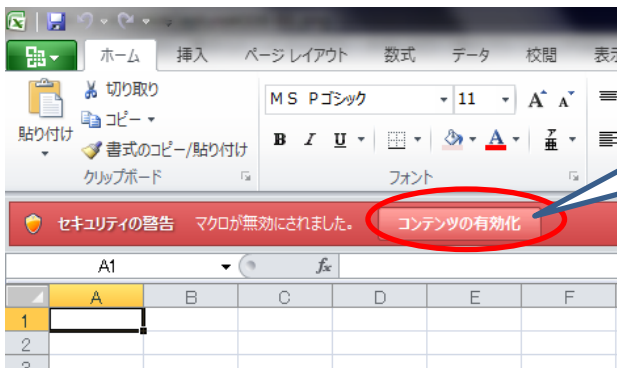 ホーム 挿入 ページ レイアウト 数式 データ 校閲 表示
切り取り
コピー
書式のコピー/貼り付け
貼り付け
クリップボード
ＭＳ Ｐゴシック 11 A A
B I U A ア 亜
フォント
セキュリティの警告 マクロが無効にされました。 コンテンツの有効化
A1 fx
A B C D E F
1
2
3